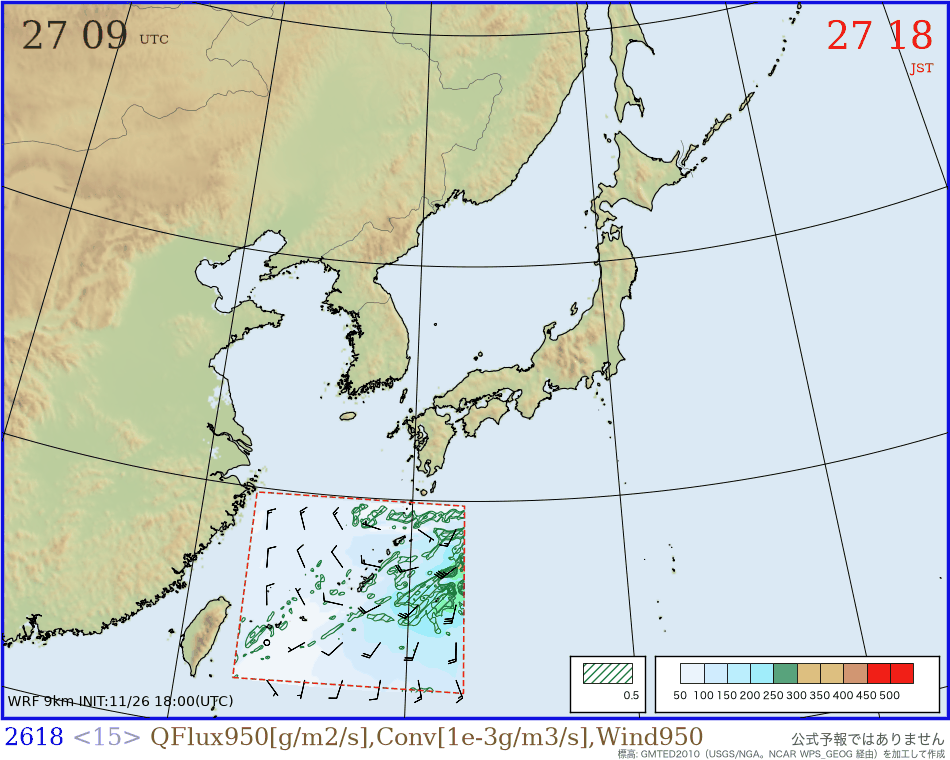 27 09 UTC
27 18
JST
WRF 9km INIT:11/26 18:00(UTC)
0.5
50 100 150 200 250 300 350 400 450 500
2618 <15> QFlux950[g/m2/s],Conv[1e-3g/m3/s],Wind950
公式予報ではありません
標高: GMTED2010（USGS/NGA。NCAR WPS_GEOG 経由）を加工して作成